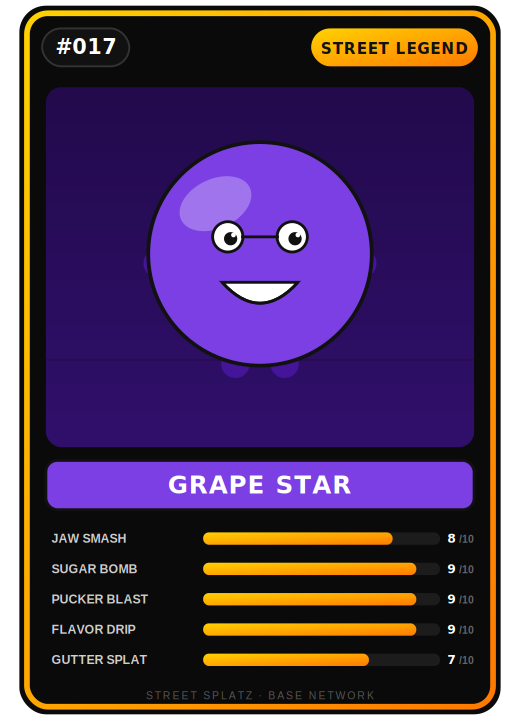 #017
STREET LEGEND
GRAPE STAR
JAW SMASH 8 /10
SUGAR BOMB 9 /10
PUCKER BLAST 9 /10
FLAVOR DRIP 9 /10
GUTTER SPLAT 7 /10
STREET SPLATZ · BASE NETWORK